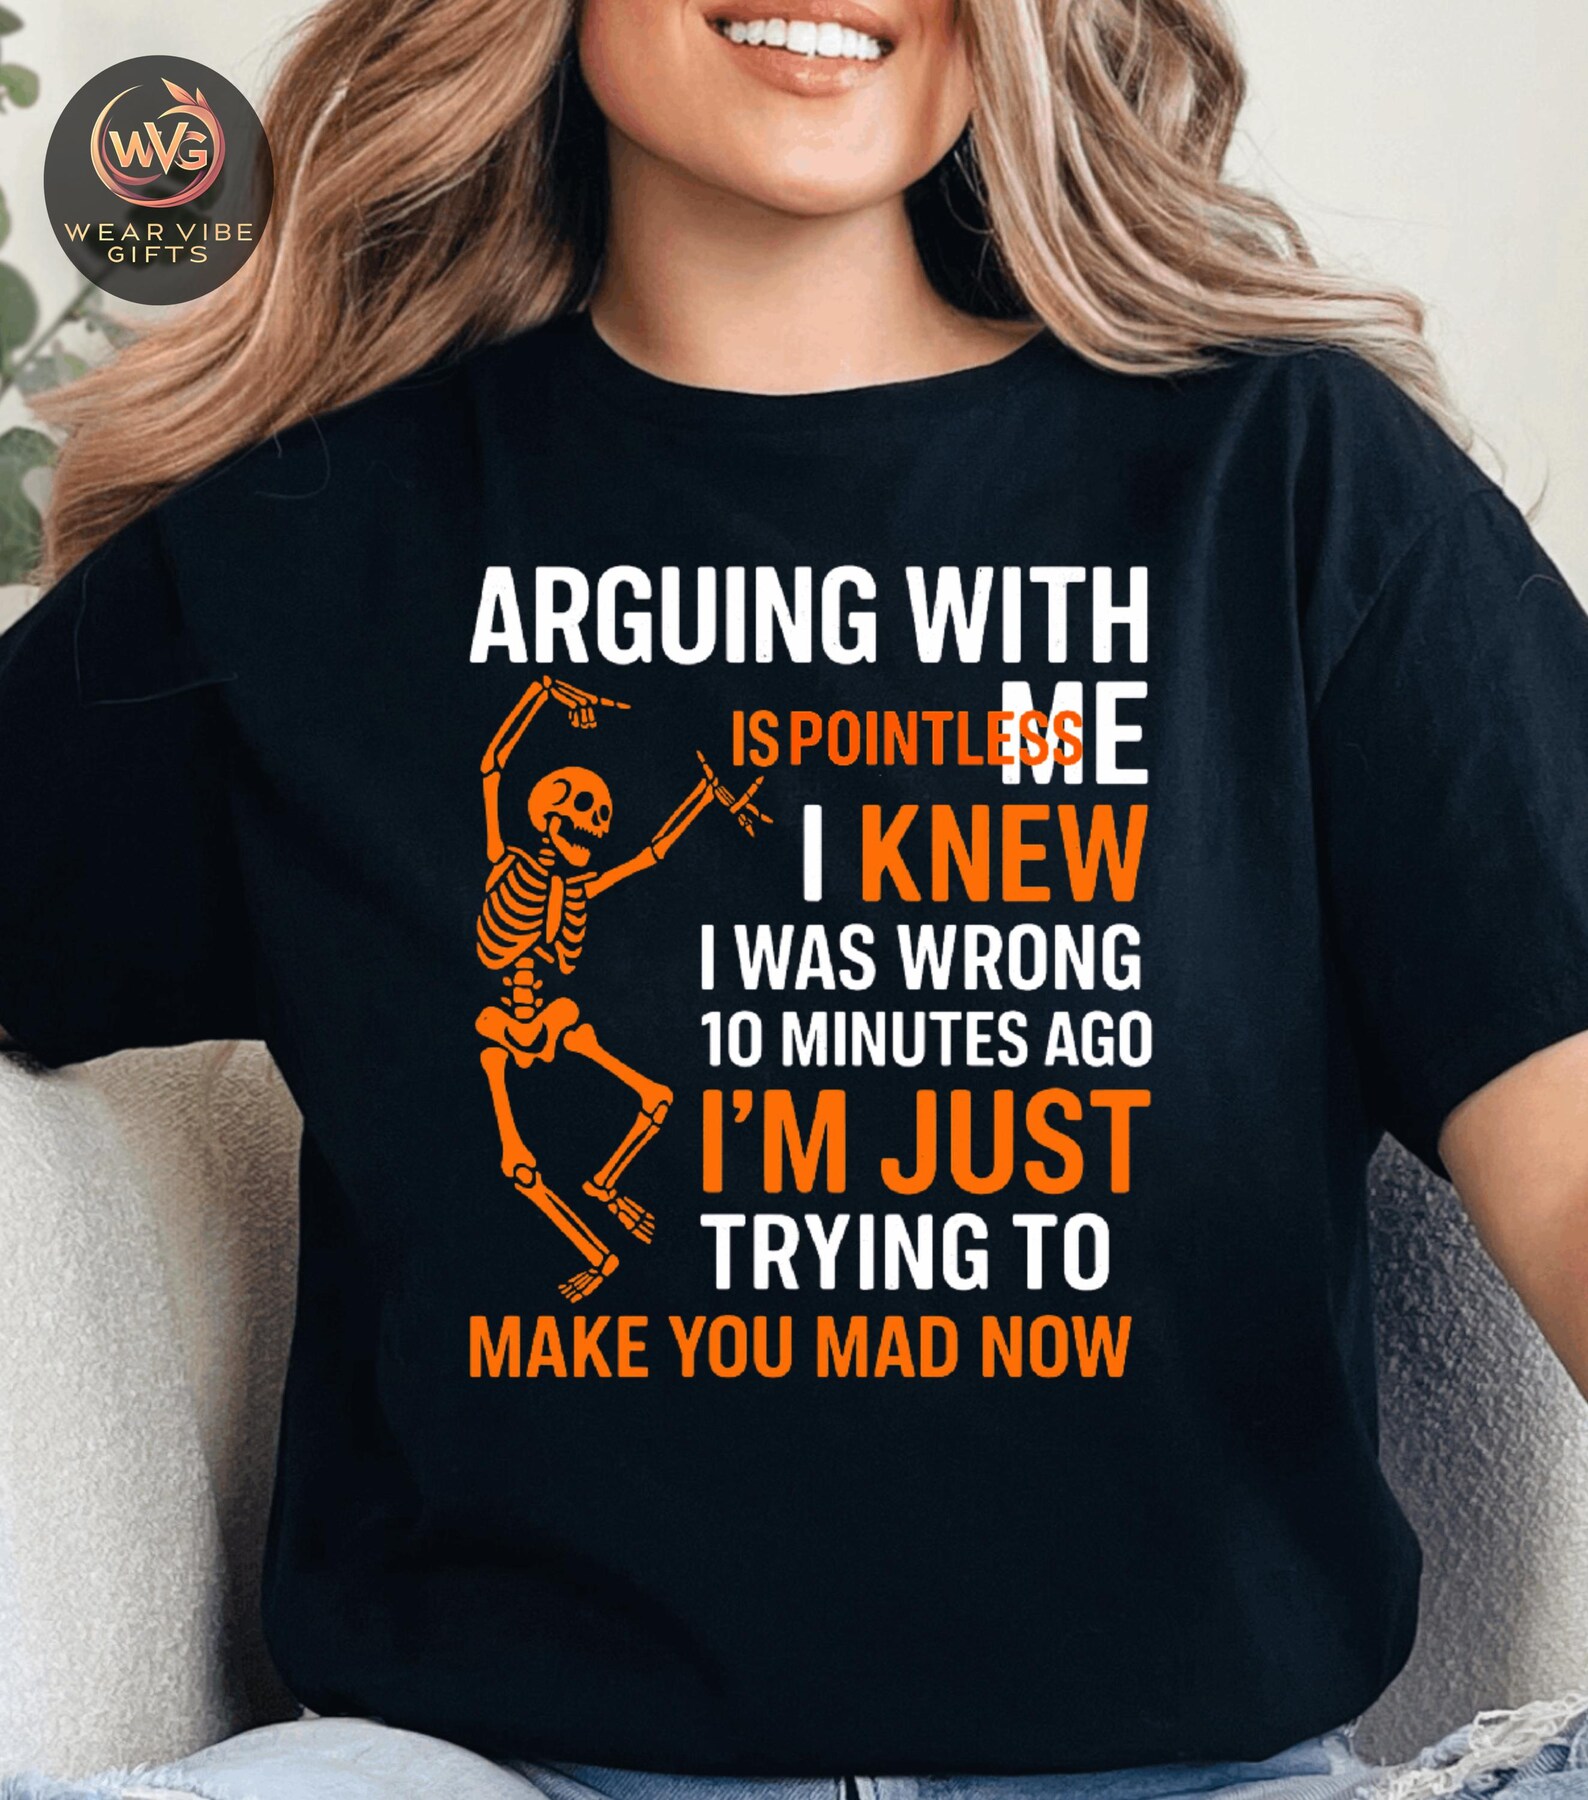 WVG
WEAR VIBE
GIFTS
ARGUING WITH
ME
IS POINTLESS
I KNEW
I WAS WRONG
10 MINUTES AGO
I'M JUST
TRYING TO
MAKE YOU MAD NOW